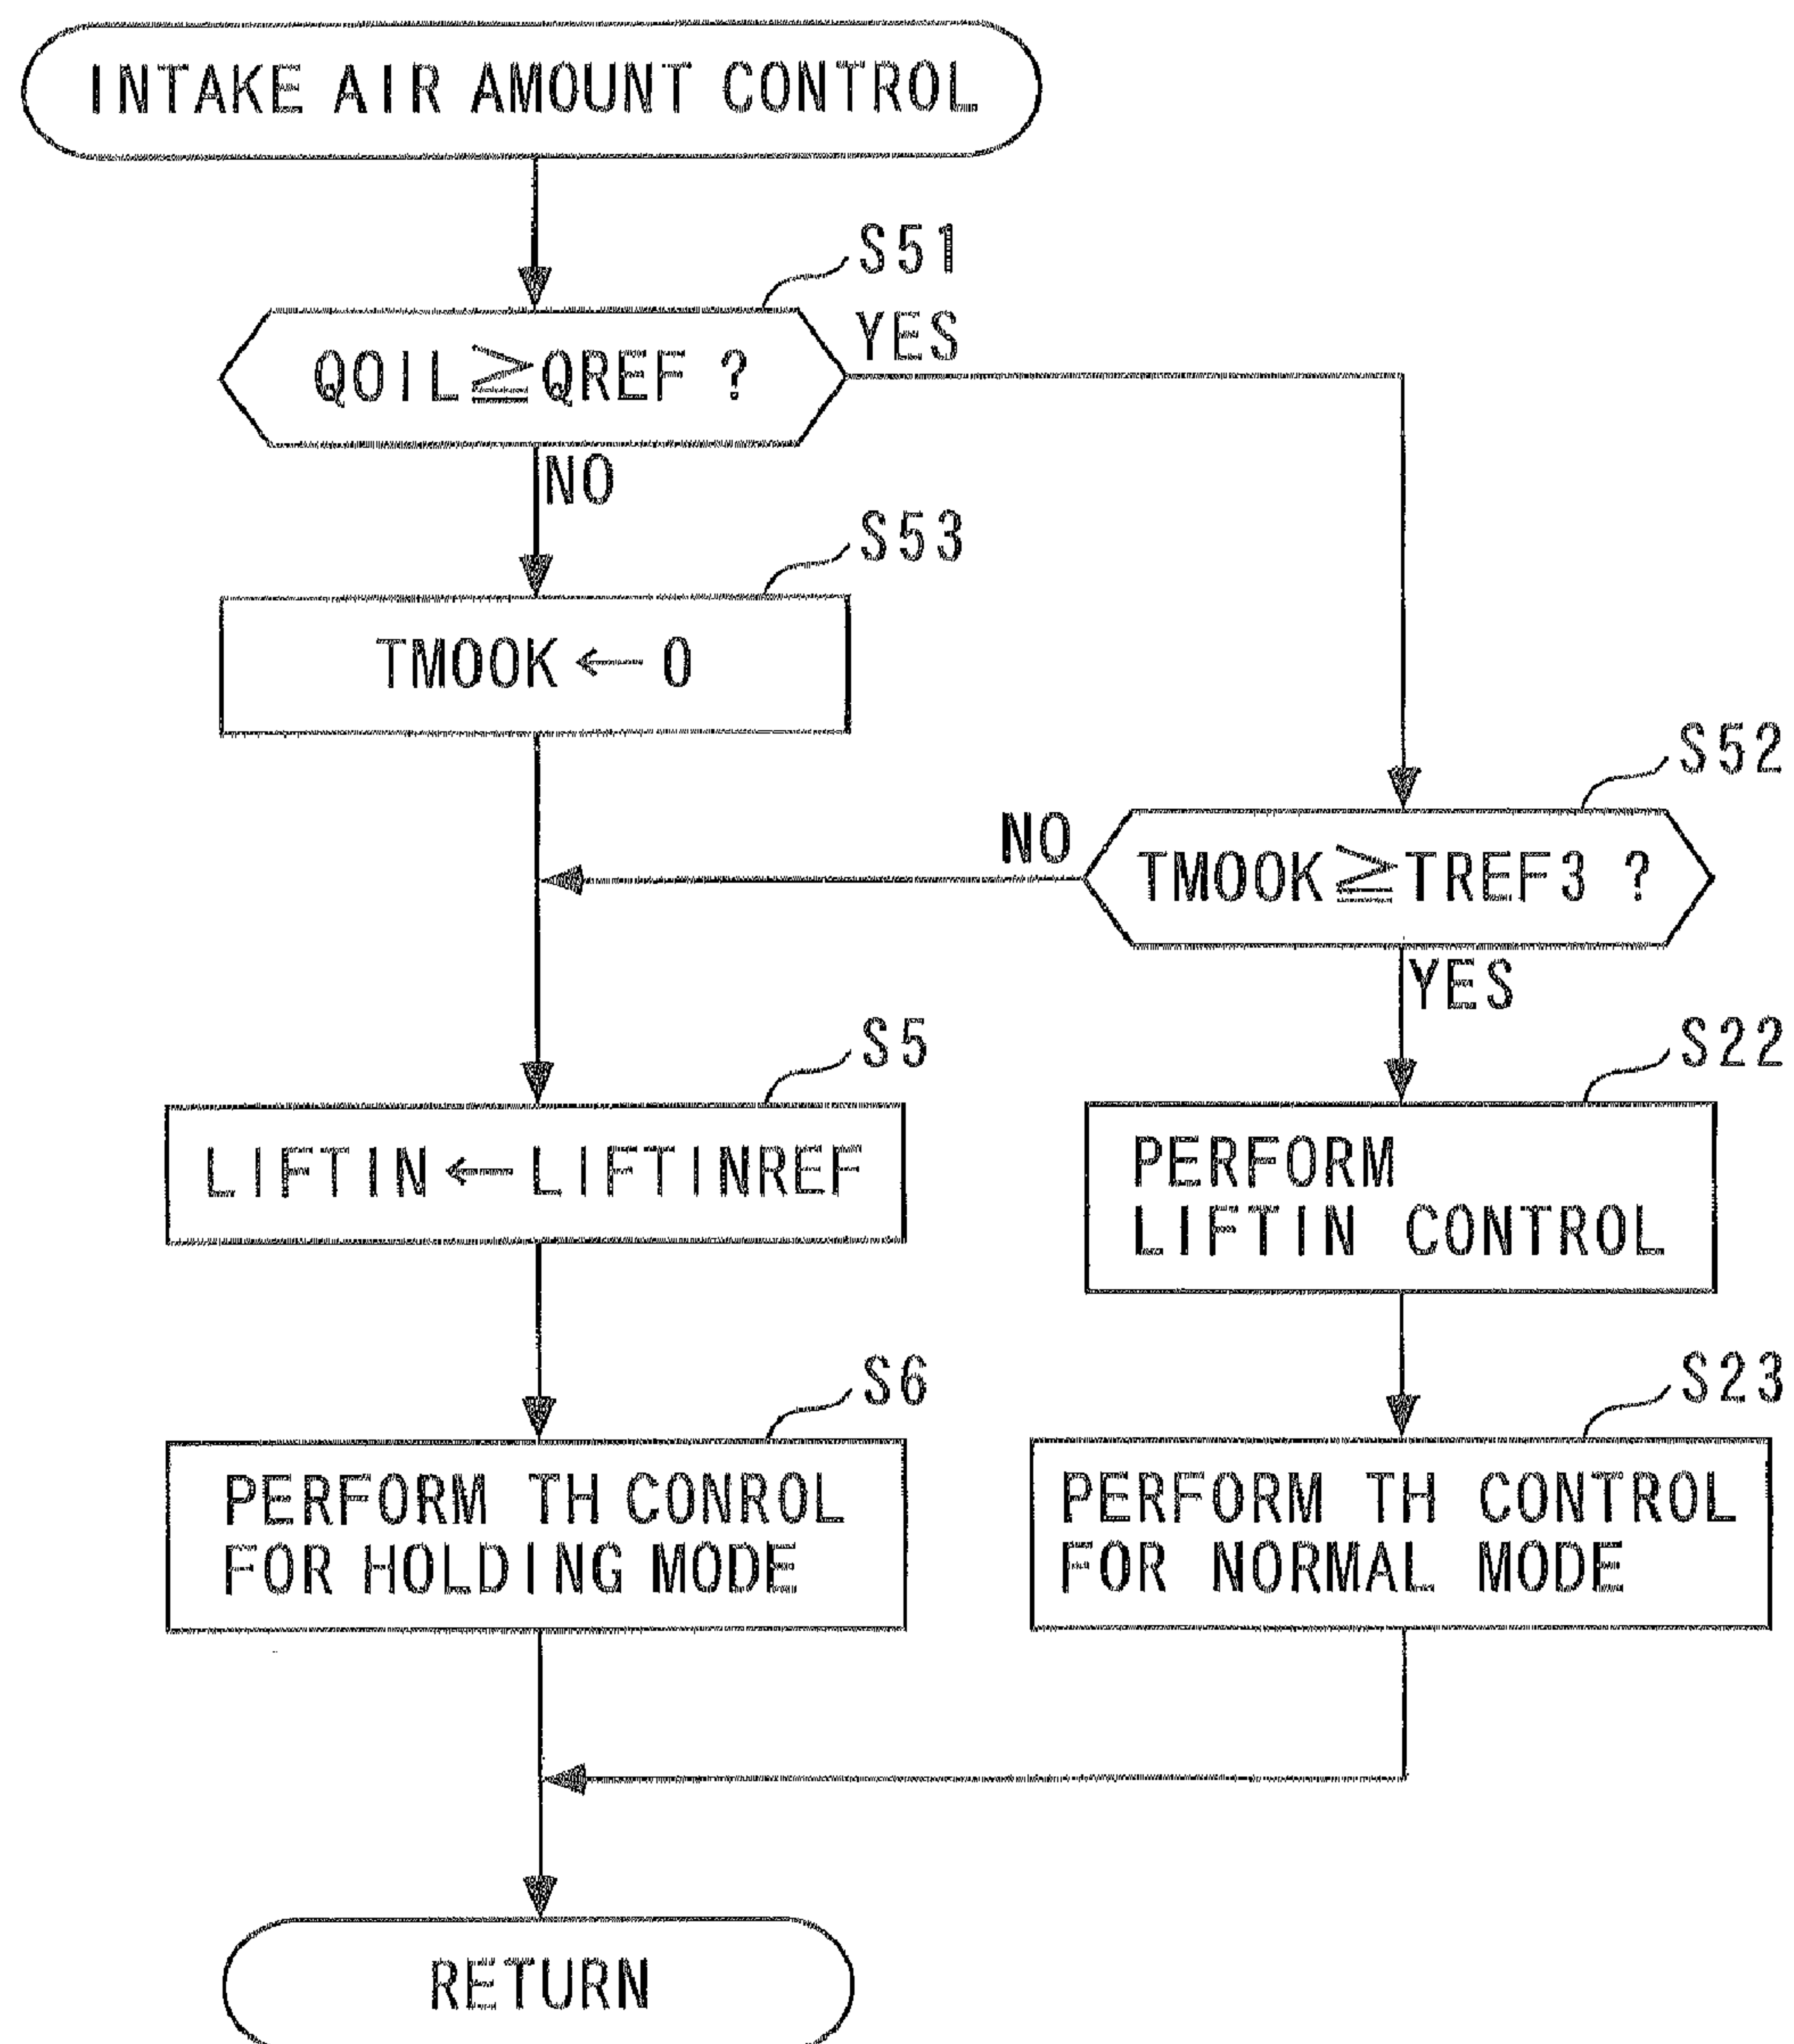 INTAKE AIR AMOUNT CONTROL
S51
QOIL≧QREF ?
YES
NO
S53
TMOOK←0
S52
NO
TMOOK≧TREF3 ?
YES
S5
LIFTIN←LIFTINREF
S22
PERFORM
LIFTIN CONTROL
S6
PERFORM TH CONROL
FOR HOLDING MODE
S23
PERFORM TH CONTROL
FOR NORMAL MODE
RETURN